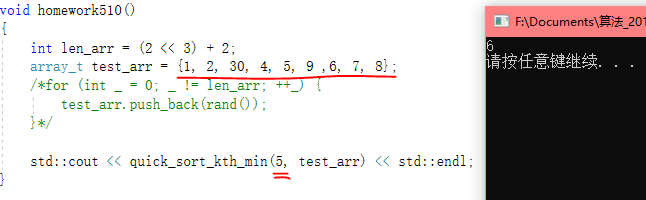 void homework510()
{
int len_arr = (2 << 3) + 2;
array_t test_arr = {1, 2, 30, 4, 5, 9 ,6, 7, 8};
/*for (int _ = 0; _ != len_arr; ++_) {
test_arr.push_back(rand());
}*/
std::cout << quick_sort_kth_min(5, test_arr) << std::endl;
}
F:\Documents\算法_201
6
请按任意键继续. . .